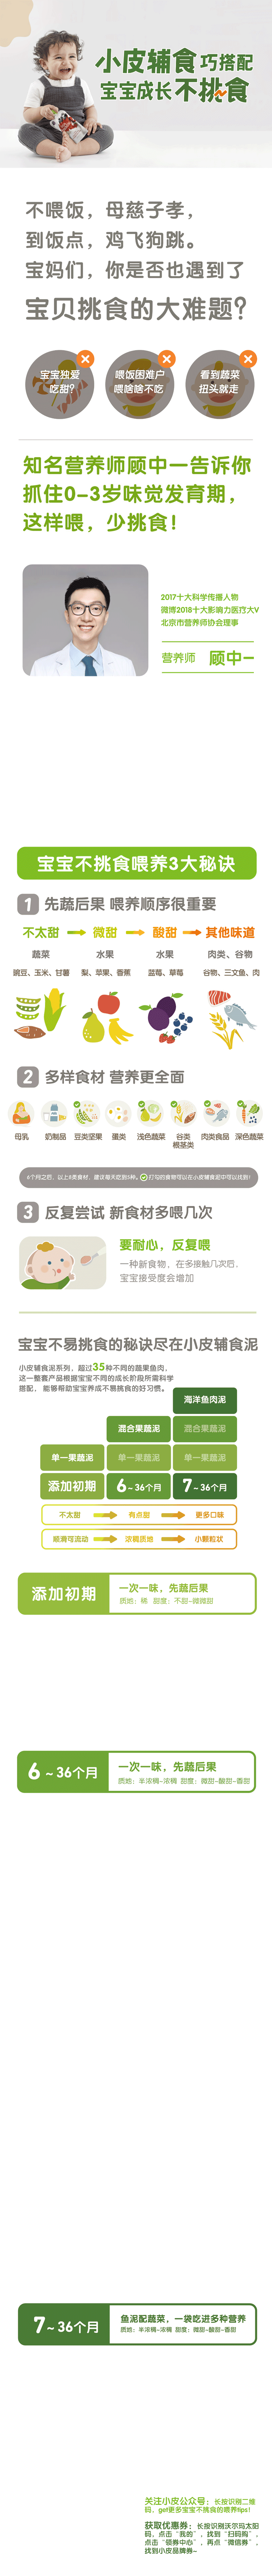 小皮辅食巧搭配
宝宝成长不挑食
不喂饭，母慈子孝，
到饭点，鸡飞狗跳。
宝妈们，你是否也遇到了
宝贝挑食的大难题？
宝宝独爱
吃甜？
喂饭困难户
喂啥啥不吃
看到蔬菜
扭头就走
知名营养师顾中一告诉你
抓住0-3岁味觉发育期，
这样喂，少挑食！
2017十大科学传播人物
微博2018十大影响力医疗大V
北京市营养师协会理事
营养师 顾中一
宝宝不挑食喂养3大秘诀
1 先蔬后果 喂养顺序很重要
不太甜 微甜 酸甜 其他味道
蔬菜 水果 水果 肉类、谷物
豌豆、玉米、甘薯 梨、苹果、香蕉 蓝莓、草莓 谷物、三文鱼、肉
2 多样食材 营养更全面
母乳 奶制品 豆类坚果 蛋类 浅色蔬菜 谷类 肉类食品 深色蔬菜
根茎类
6个月之后，以上8类食材，建议每天吃到5种。打勾的食物可以在小皮辅食泥中可以找到！
3 反复尝试 新食材多喂几次
要耐心，反复喂
一种新食物，在多接触几次后，
宝宝接受度会增加
宝宝不易挑食的秘诀尽在小皮辅食泥
小皮辅食泥系列，超过35种不同的蔬果鱼肉，
这一整套产品根据宝宝不同的成长阶段所需科学
搭配， 能够帮助宝宝养成不易挑食的好习惯。
海洋鱼肉泥
混合果蔬泥 混合果蔬泥
单一果蔬泥 单一果蔬泥 单一果蔬泥
添加初期 6~36个月 7~36个月
不太甜 有点甜 更多口味
顺滑可流动 浓稠质地 小颗粒状
添加初期
一次一味，先蔬后果
质地：稀 甜度：不甜-微微甜
6~36个月
一次一味，先蔬后果
质地：半浓稠-浓稠 甜度：微甜-酸甜-香甜
7~36个月
鱼泥配蔬菜，一袋吃进多种营养
质地：半浓稠-浓稠 甜度：微甜-酸甜-香甜
关注小皮公众号：长按识别二维
码，get更多宝宝不挑食的喂养tips！
获取优惠券：长按识别沃尔玛太阳
码，点击“我的”，找到“扫码购”，
点击“领券中心”，再点“微信券”，
找到小皮品牌券~